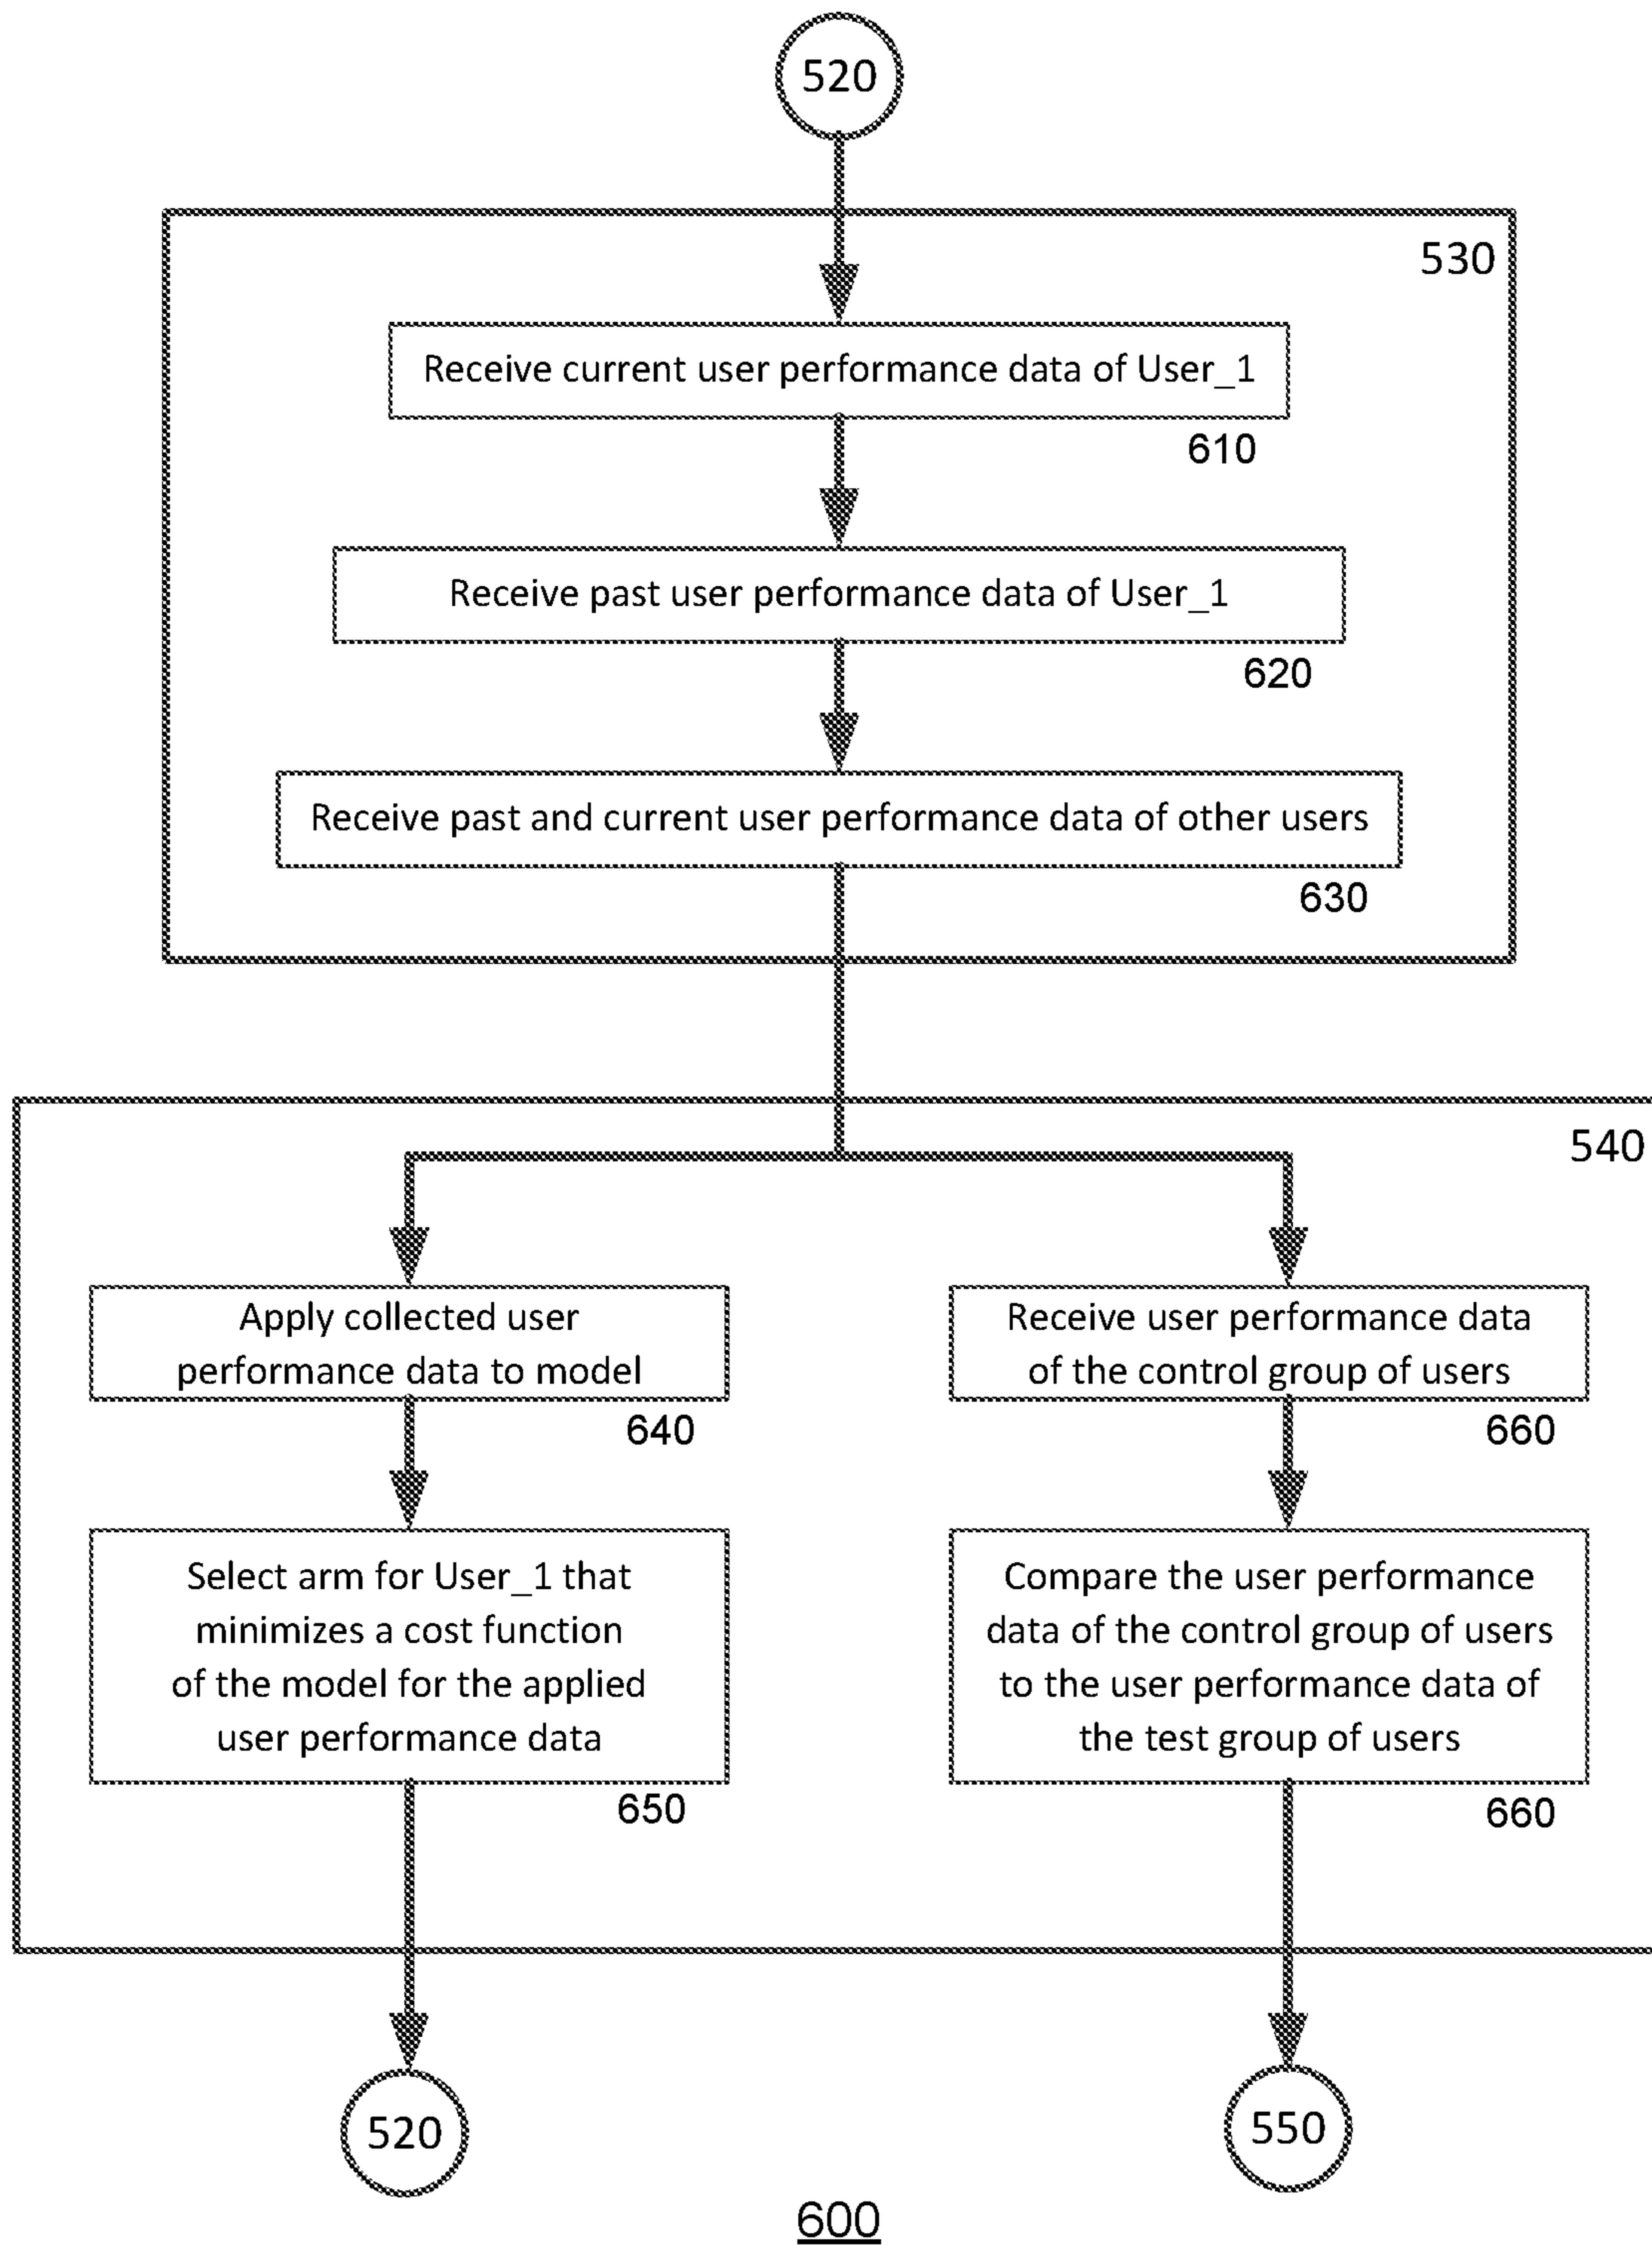 520
530
Receive current user performance data of User_1
610
Receive past user performance data of User_1
620
Receive past and current user performance data of other users
630
540
Apply collected user
performance data to model
640
Receive user performance data
of the control group of users
660
Select arm for User_1 that
minimizes a cost function
of the model for the applied
user performance data
650
Compare the user performance
data of the control group of users
to the user performance data of
the test group of users
660
520
550
600